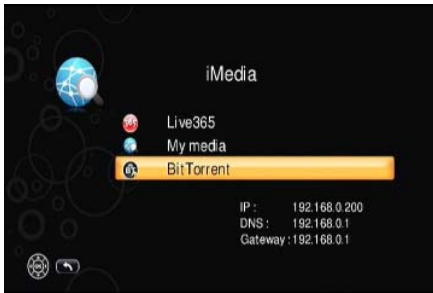 iMedia
Live365
My media
BitTorrent
IP : 192.168.0.200
DNS : 192.168.0.1
Gateway : 192.168.0.1